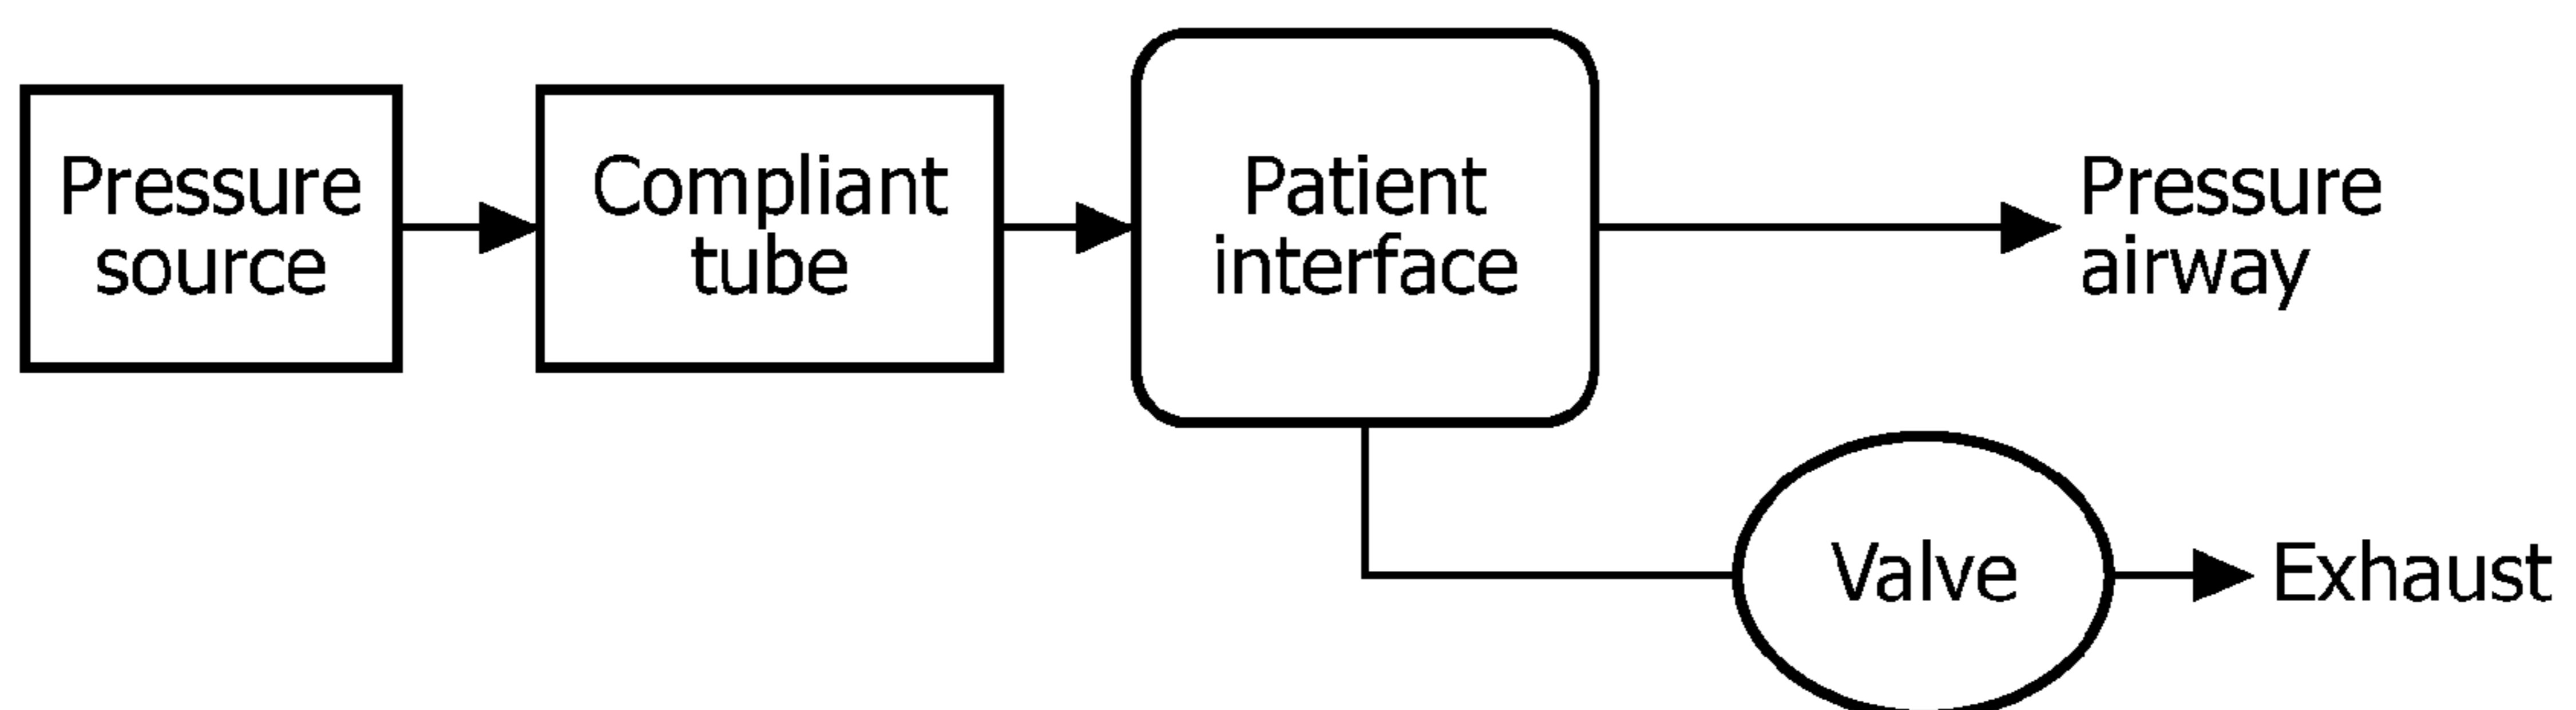 Pressure
source
Compliant
tube
Patient
interface
Pressure
airway
Valve
Exhaust